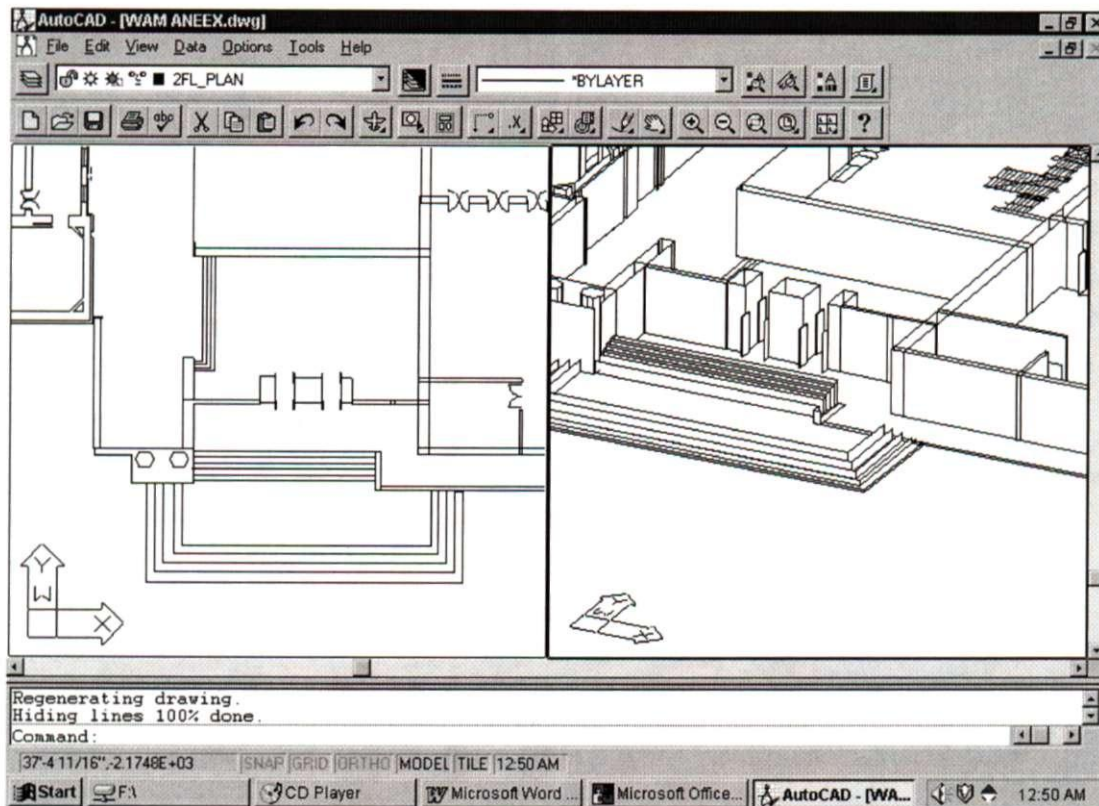 AutoCAD - [WAM ANEEX.dwg]
File Edit View Data Options Tools Help
2FL_PLAN *BYLAYER
abc .X ?
Y
W
X
Y
W
X
Regenerating drawing.
Hiding lines 100% done.
Command:
37'-4 11/16",-2.1748E+03 SNAP GRID ORTHO MODEL TILE 12:50 AM
Start F:\ CD Player Microsoft Word ... Microsoft Office... AutoCAD - [WA... 12:50 AM